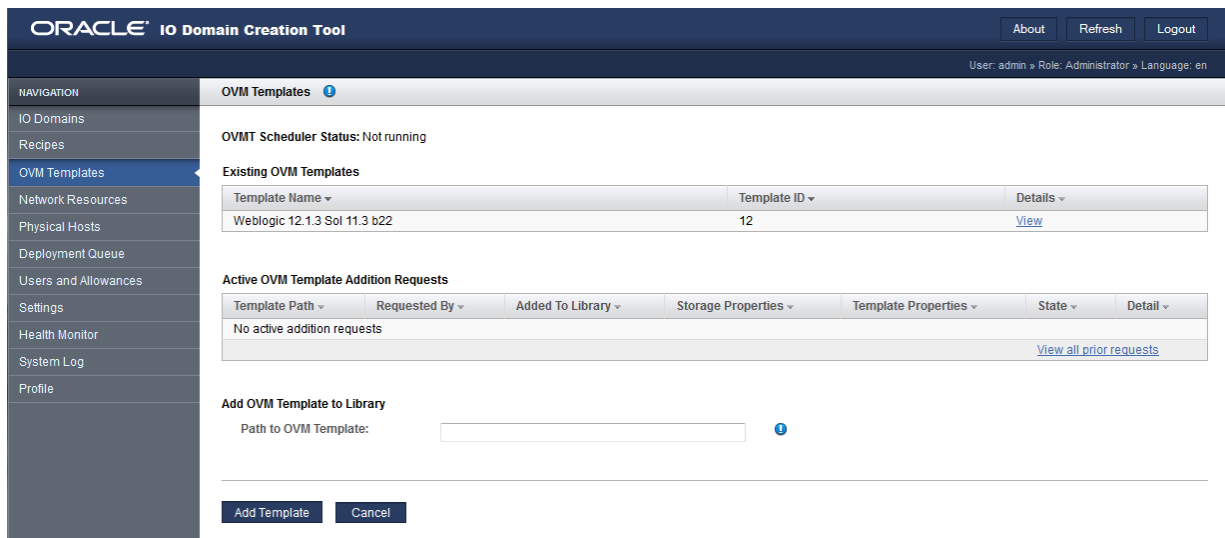 ORACLE IO Domain Creation Tool
About Refresh Logout
User: admin » Role: Administrator » Language: en
NAVIGATION
IO Domains
Recipes
OVM Templates
Network Resources
Physical Hosts
Deployment Queue
Users and Allowances
Settings
Health Monitor
System Log
Profile
OVM Templates
OVMT Scheduler Status: Not running
Existing OVM Templates
Template Name Template ID Details
Weblogic 12.1.3 Sol 11.3 b22 12 View
Active OVM Template Addition Requests
Template Path Requested By Added To Library Storage Properties Template Properties State Detail
No active addition requests
View all prior requests
Add OVM Template to Library
Path to OVM Template:
Add Template Cancel